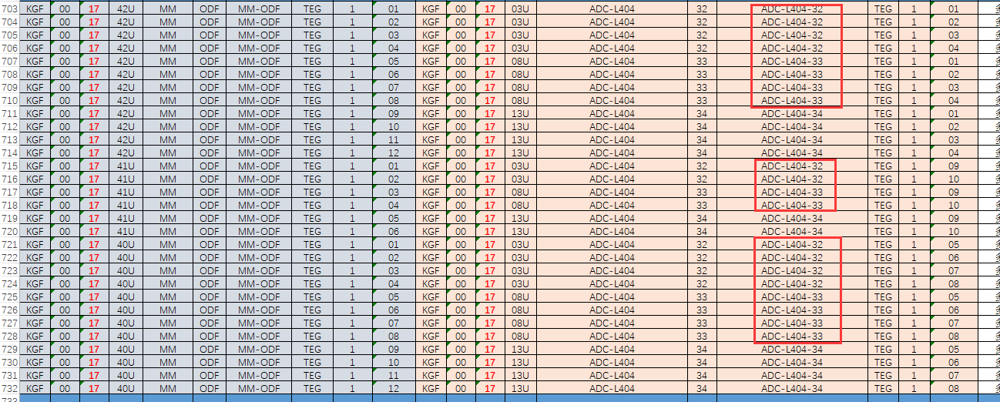 703 KGF 00 17 42U MM ODF MM-ODF TEG 1 01 KGF 00 17 03U ADC-L404 32 ADC-L404-32 TEG 1 01
704 KGF 00 17 42U MM ODF MM-ODF TEG 1 02 KGF 00 17 03U ADC-L404 32 ADC-L404-32 TEG 1 02
705 KGF 00 17 42U MM ODF MM-ODF TEG 1 03 KGF 00 17 03U ADC-L404 32 ADC-L404-32 TEG 1 03
706 KGF 00 17 42U MM ODF MM-ODF TEG 1 04 KGF 00 17 03U ADC-L404 32 ADC-L404-32 TEG 1 04
707 KGF 00 17 42U MM ODF MM-ODF TEG 1 05 KGF 00 17 08U ADC-L404 33 ADC-L404-33 TEG 1 01
708 KGF 00 17 42U MM ODF MM-ODF TEG 1 06 KGF 00 17 08U ADC-L404 33 ADC-L404-33 TEG 1 02
709 KGF 00 17 42U MM ODF MM-ODF TEG 1 07 KGF 00 17 08U ADC-L404 33 ADC-L404-33 TEG 1 03
710 KGF 00 17 42U MM ODF MM-ODF TEG 1 08 KGF 00 17 08U ADC-L404 33 ADC-L404-33 TEG 1 04
711 KGF 00 17 42U MM ODF MM-ODF TEG 1 09 KGF 00 17 13U ADC-L404 34 ADC-L404-34 TEG 1 01
712 KGF 00 17 42U MM ODF MM-ODF TEG 1 10 KGF 00 17 13U ADC-L404 34 ADC-L404-34 TEG 1 02
713 KGF 00 17 42U MM ODF MM-ODF TEG 1 11 KGF 00 17 13U ADC-L404 34 ADC-L404-34 TEG 1 03
714 KGF 00 17 42U MM ODF MM-ODF TEG 1 12 KGF 00 17 13U ADC-L404 34 ADC-L404-34 TEG 1 04
715 KGF 00 17 41U MM ODF MM-ODF TEG 1 01 KGF 00 17 03U ADC-L404 32 ADC-L404-32 TEG 1 09
716 KGF 00 17 41U MM ODF MM-ODF TEG 1 02 KGF 00 17 03U ADC-L404 32 ADC-L404-32 TEG 1 10
717 KGF 00 17 41U MM ODF MM-ODF TEG 1 03 KGF 00 17 08U ADC-L404 33 ADC-L404-33 TEG 1 09
718 KGF 00 17 41U MM ODF MM-ODF TEG 1 04 KGF 00 17 08U ADC-L404 33 ADC-L404-33 TEG 1 10
719 KGF 00 17 41U MM ODF MM-ODF TEG 1 05 KGF 00 17 13U ADC-L404 34 ADC-L404-34 TEG 1 09
720 KGF 00 17 41U MM ODF MM-ODF TEG 1 06 KGF 00 17 13U ADC-L404 34 ADC-L404-34 TEG 1 10
721 KGF 00 17 40U MM ODF MM-ODF TEG 1 01 KGF 00 17 03U ADC-L404 32 ADC-L404-32 TEG 1 05
722 KGF 00 17 40U MM ODF MM-ODF TEG 1 02 KGF 00 17 03U ADC-L404 32 ADC-L404-32 TEG 1 06
723 KGF 00 17 40U MM ODF MM-ODF TEG 1 03 KGF 00 17 03U ADC-L404 32 ADC-L404-32 TEG 1 07
724 KGF 00 17 40U MM ODF MM-ODF TEG 1 04 KGF 00 17 03U ADC-L404 32 ADC-L404-32 TEG 1 08
725 KGF 00 17 40U MM ODF MM-ODF TEG 1 05 KGF 00 17 08U ADC-L404 33 ADC-L404-33 TEG 1 05
726 KGF 00 17 40U MM ODF MM-ODF TEG 1 06 KGF 00 17 08U ADC-L404 33 ADC-L404-33 TEG 1 06
727 KGF 00 17 40U MM ODF MM-ODF TEG 1 07 KGF 00 17 08U ADC-L404 33 ADC-L404-33 TEG 1 07
728 KGF 00 17 40U MM ODF MM-ODF TEG 1 08 KGF 00 17 08U ADC-L404 33 ADC-L404-33 TEG 1 08
729 KGF 00 17 40U MM ODF MM-ODF TEG 1 09 KGF 00 17 13U ADC-L404 34 ADC-L404-34 TEG 1 05
730 KGF 00 17 40U MM ODF MM-ODF TEG 1 10 KGF 00 17 13U ADC-L404 34 ADC-L404-34 TEG 1 06
731 KGF 00 17 40U MM ODF MM-ODF TEG 1 11 KGF 00 17 13U ADC-L404 34 ADC-L404-34 TEG 1 07
732 KGF 00 17 40U MM ODF MM-ODF TEG 1 12 KGF 00 17 13U ADC-L404 34 ADC-L404-34 TEG 1 08
733